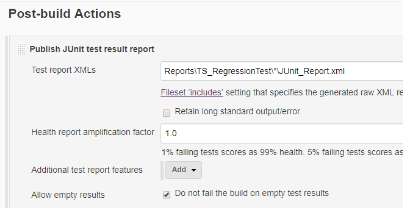 Post-build Actions
Publish JUnit test result report
Test report XMLs
Reports\TS_RegressionTest\*\JUnit_Report.xml
Fileset 'includes' setting that specifies the generated raw XML re
Retain long standard output/error
Health report amplification factor
1.0
1% failing tests scores as 99% health. 5% failing tests scores as
Additional test report features
Add
Allow empty results
Do not fail the build on empty test results